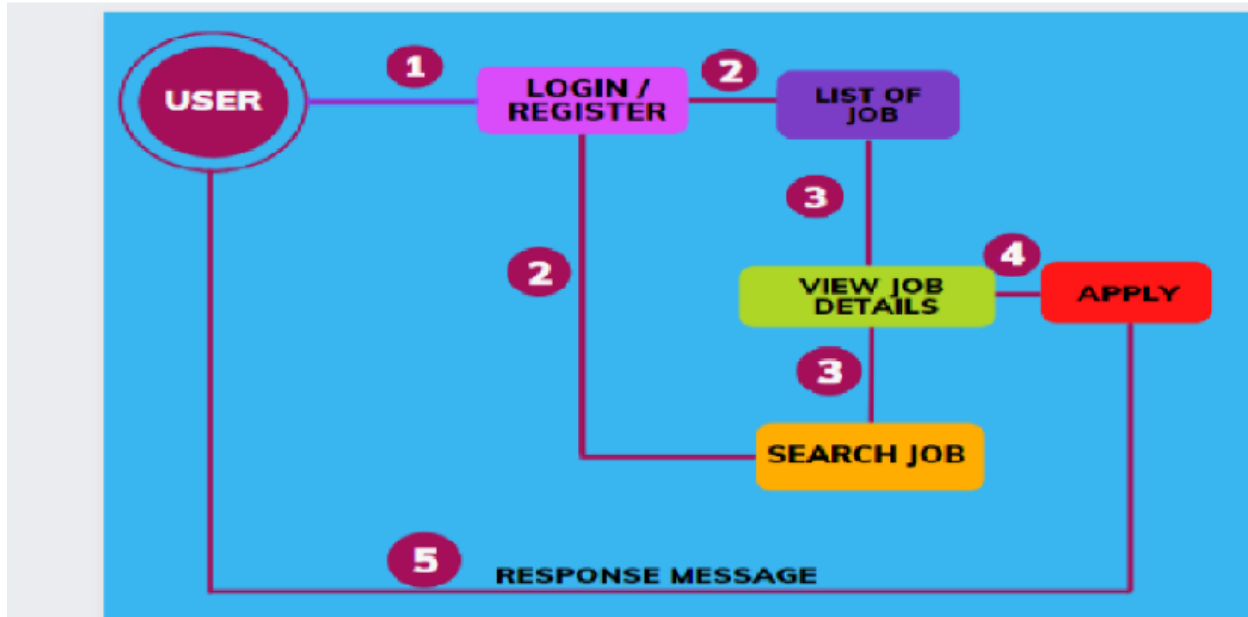 USER
1
LOGIN /
REGISTER
2
LIST OF
JOB
3
2
VIEW JOB
DETAILS
4
APPLY
3
SEARCH JOB
5
RESPONSE MESSAGE